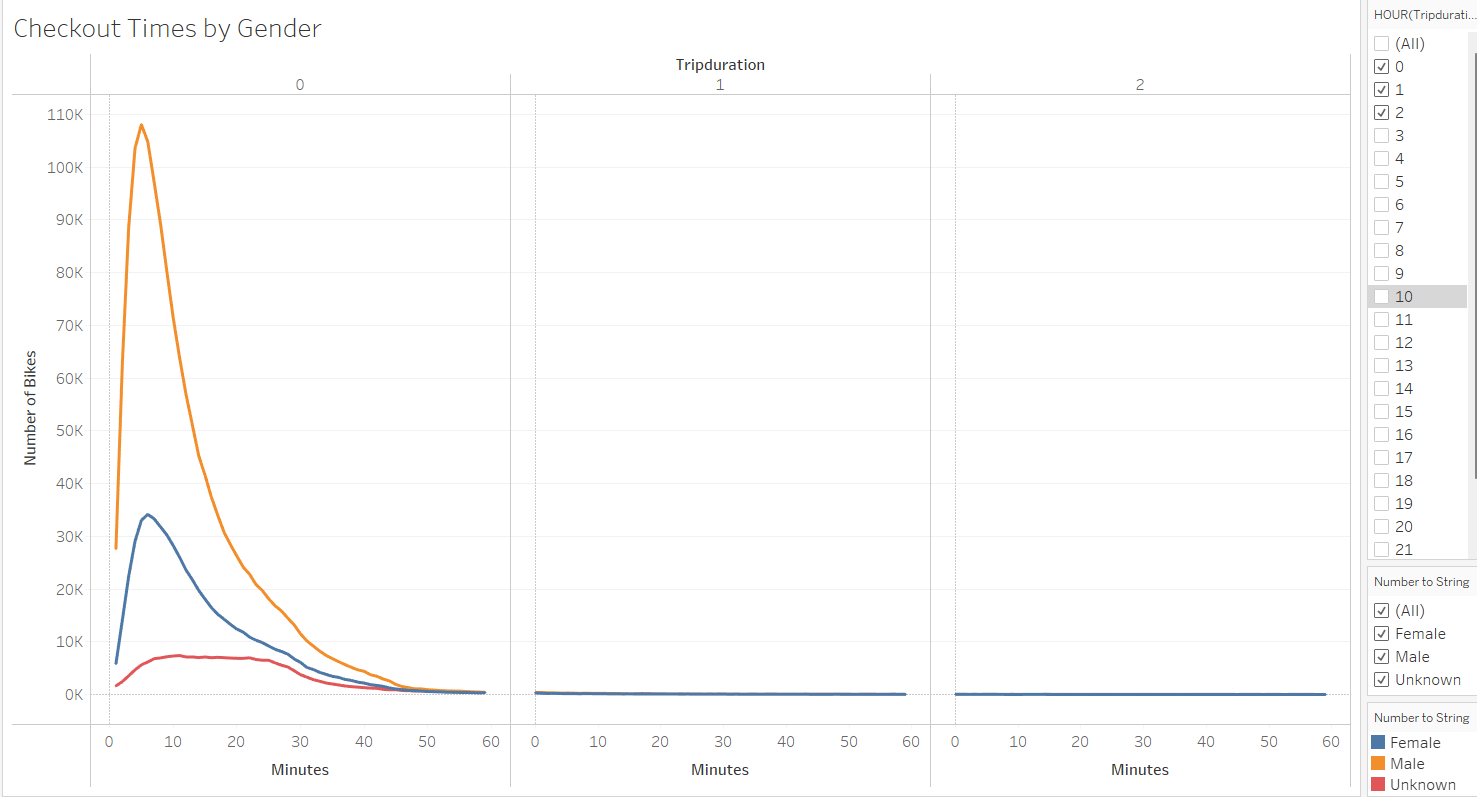 Checkout Times by Gender
Tripduration
0 1 2
110K
100K
90K
80K
70K
60K
50K
40K
30K
20K
10K
0K
Number of Bikes
0 10 20 30 40 50 60 0 10 20 30 40 50 60 0 10 20 30 40 50 60
Minutes Minutes Minutes
HOUR(Tripdurati...
(All)
0
1
2
3
4
5
6
7
8
9
10
11
12
13
14
15
16
17
18
19
20
21
Number to String
(All)
Female
Male
Unknown
Number to String
Female
Male
Unknown